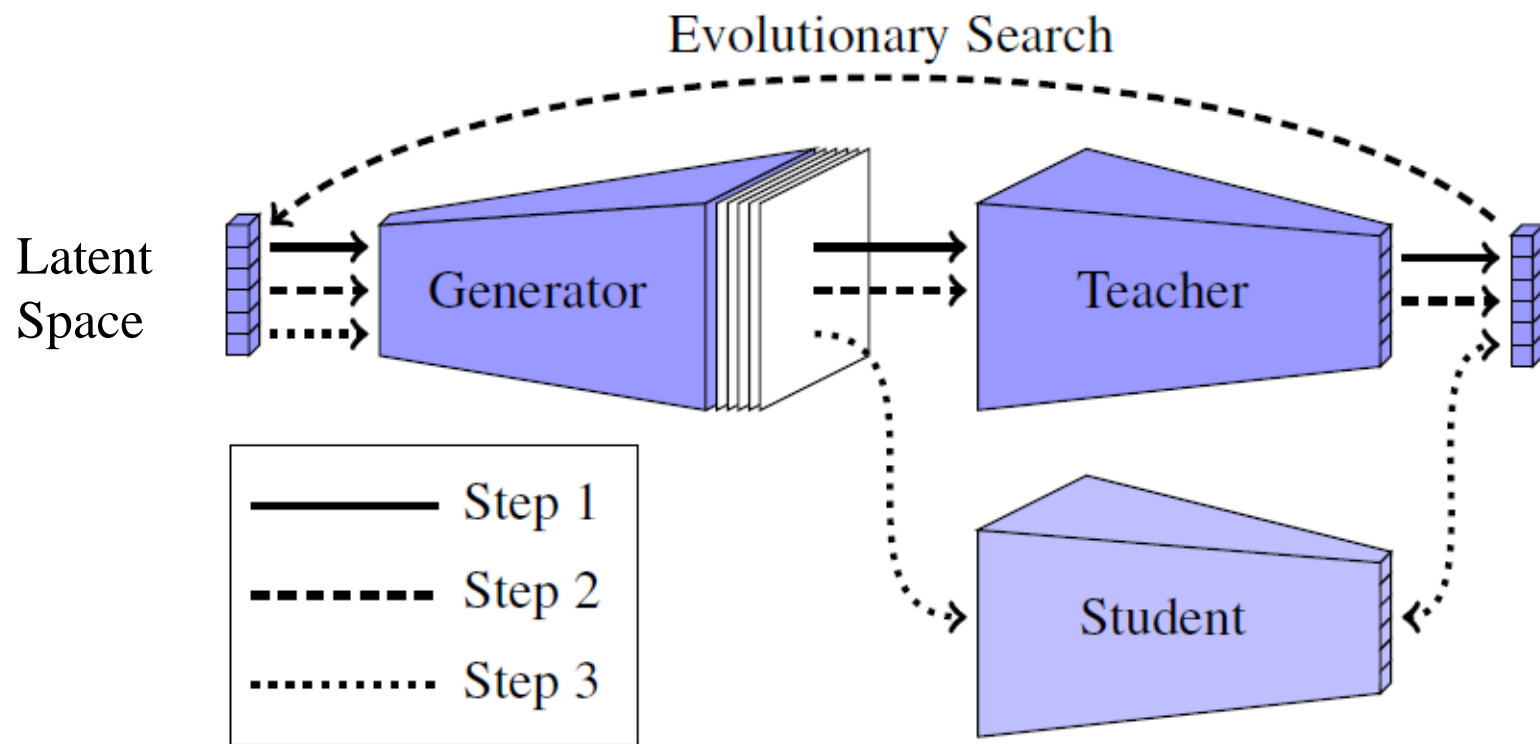 Evolutionary Search
Latent
Space
Generator
Teacher
Step 1
Step 2
Step 3
Student